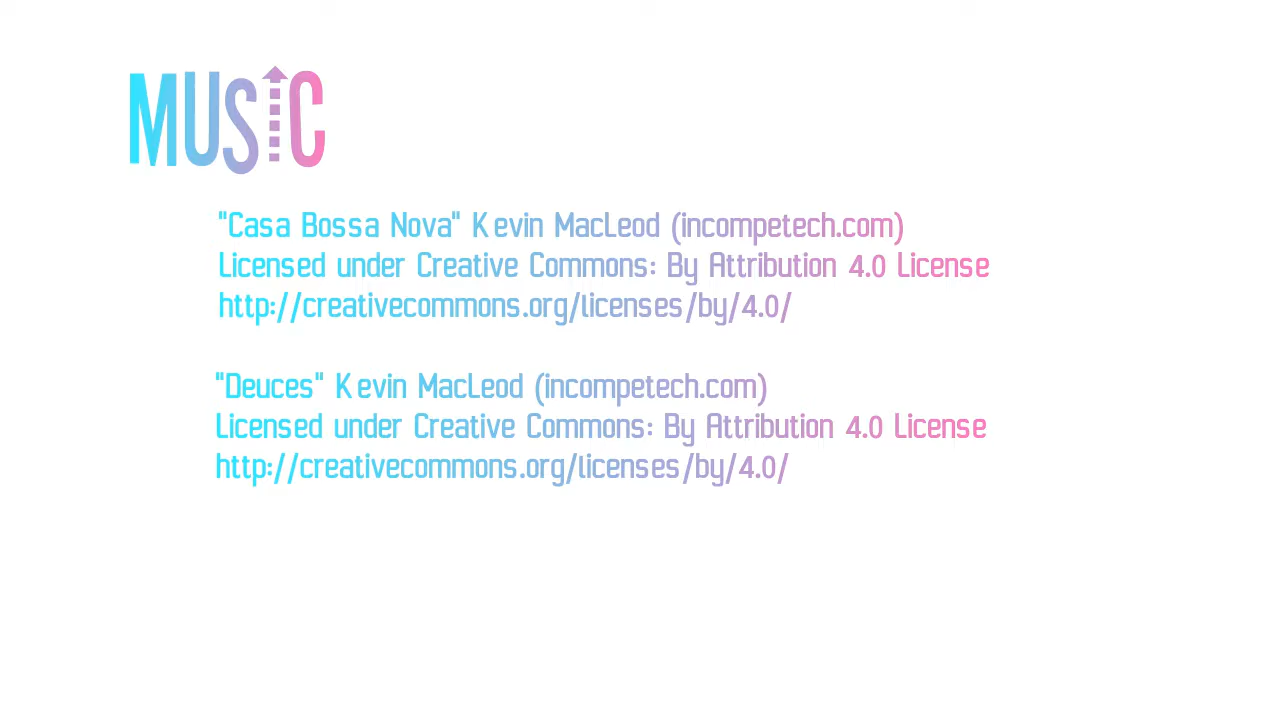 MUSIC
"Casa Bossa Nova" Kevin MacLeod (incompetech.com)
Licensed under Creative Commons: By Attribution 4.0 License
http://creativecommons.org/licenses/by/4.0/
"Deuces" Kevin MacLeod (incompetech.com)
Licensed under Creative Commons: By Attribution 4.0 License
http://creativecommons.org/licenses/by/4.0/